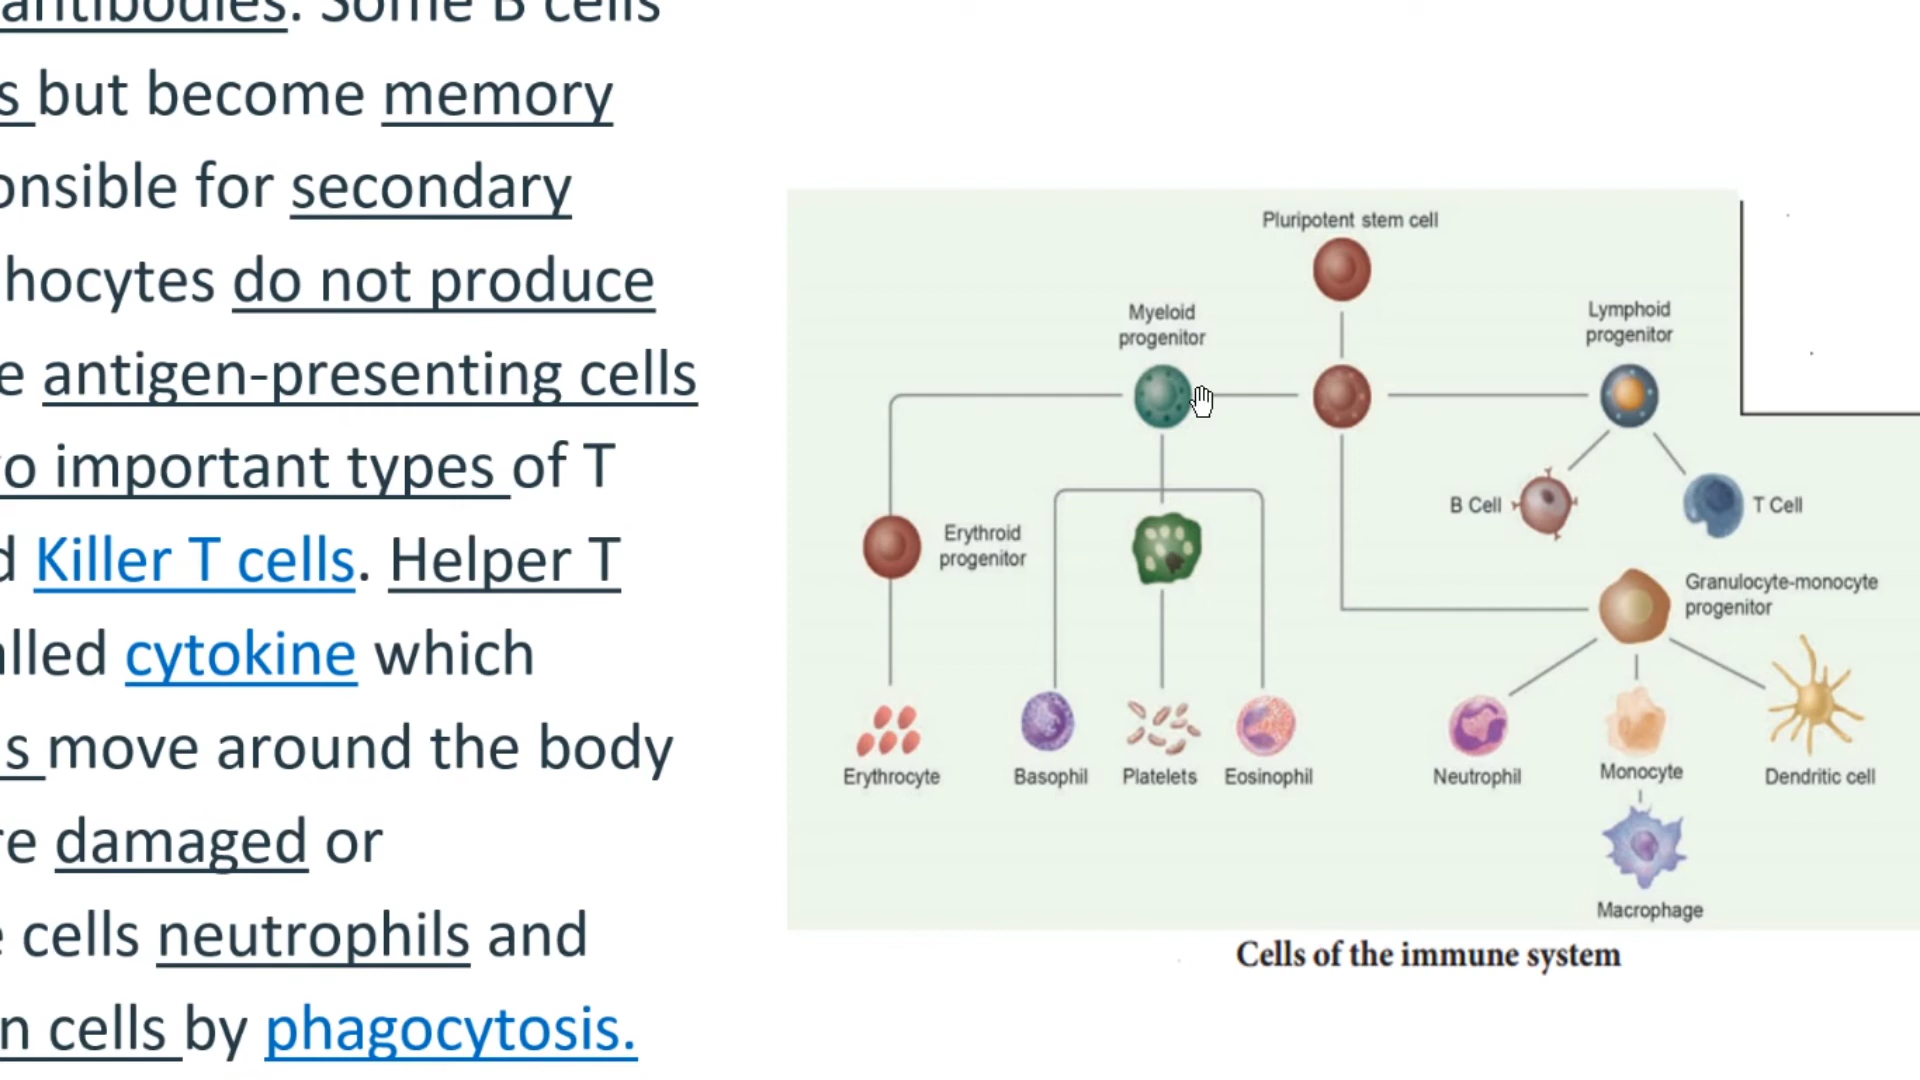 antibodies. Some B cells
s but become memory
onsible for secondary
hocytes do not produce
e antigen-presenting cells
o important types of T
d Killer T cells. Helper T
lled cytokine which
s move around the body
re damaged or
cells neutrophils and
n cells by phagocytosis.
Pluripotent stem cell
Myeloid
progenitor
Lymphoid
progenitor
B Cell
T Cell
Erythroid
progenitor
Granulocyte-monocyte
progenitor
Erythrocyte
Basophil
Platelets
Eosinophil
Neutrophil
Monocyte
Dendritic cell
Macrophage
Cells of the immune system